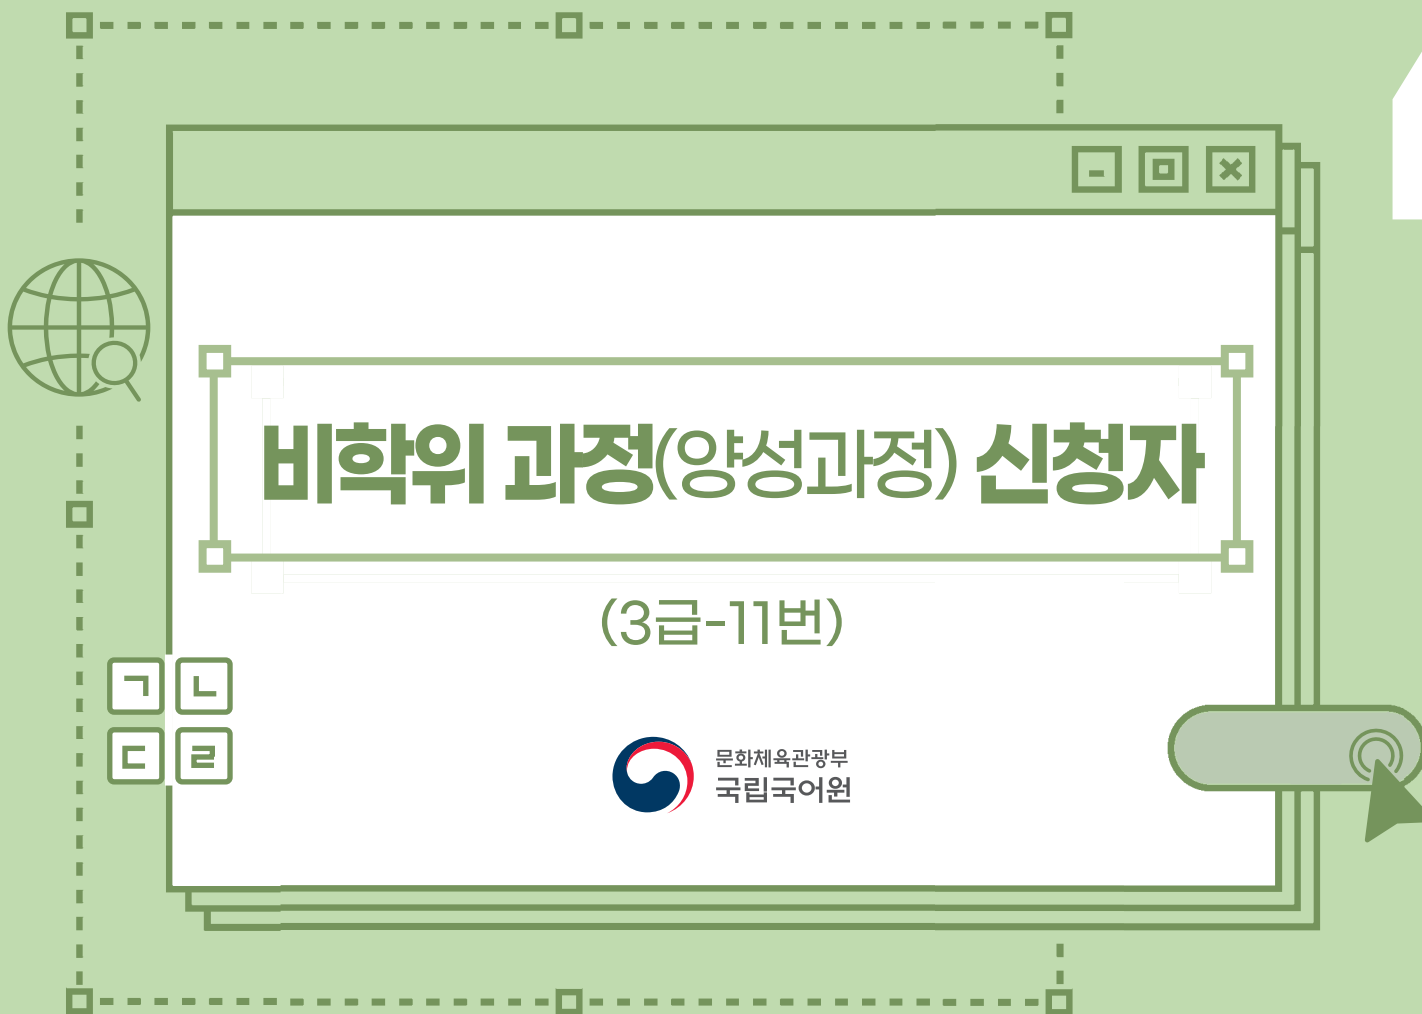 비학위 과정(양성과정) 신청자
(3급-11번)
ㄱ ㄴ
ㄷ ㄹ
문화체육관광부
국립국어원